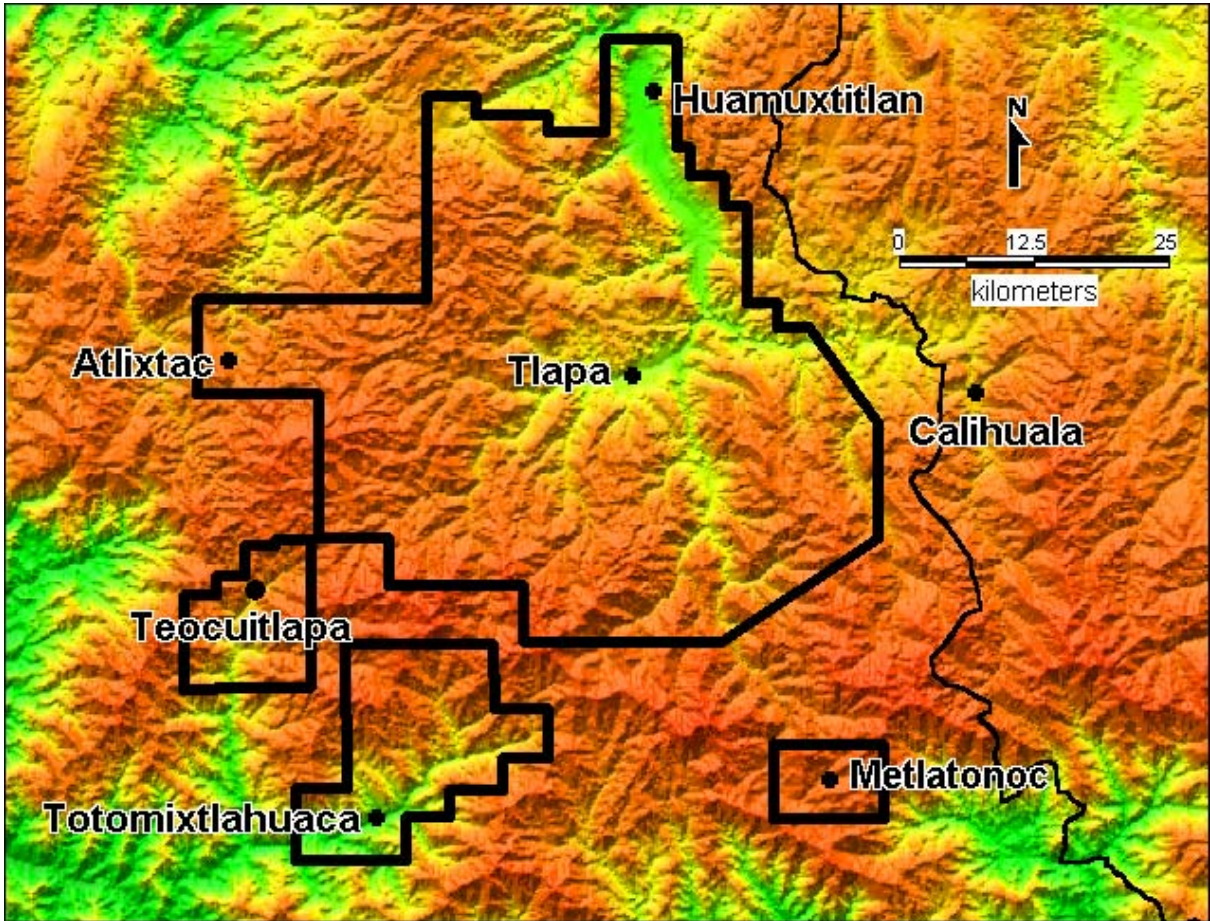 Huamuxtitlan
N
0 12.5 25
kilometers
Atlixtac
Tlapa
Calihuala
Teocuitlapa
Metlatonoc
Totomixtlahuaca